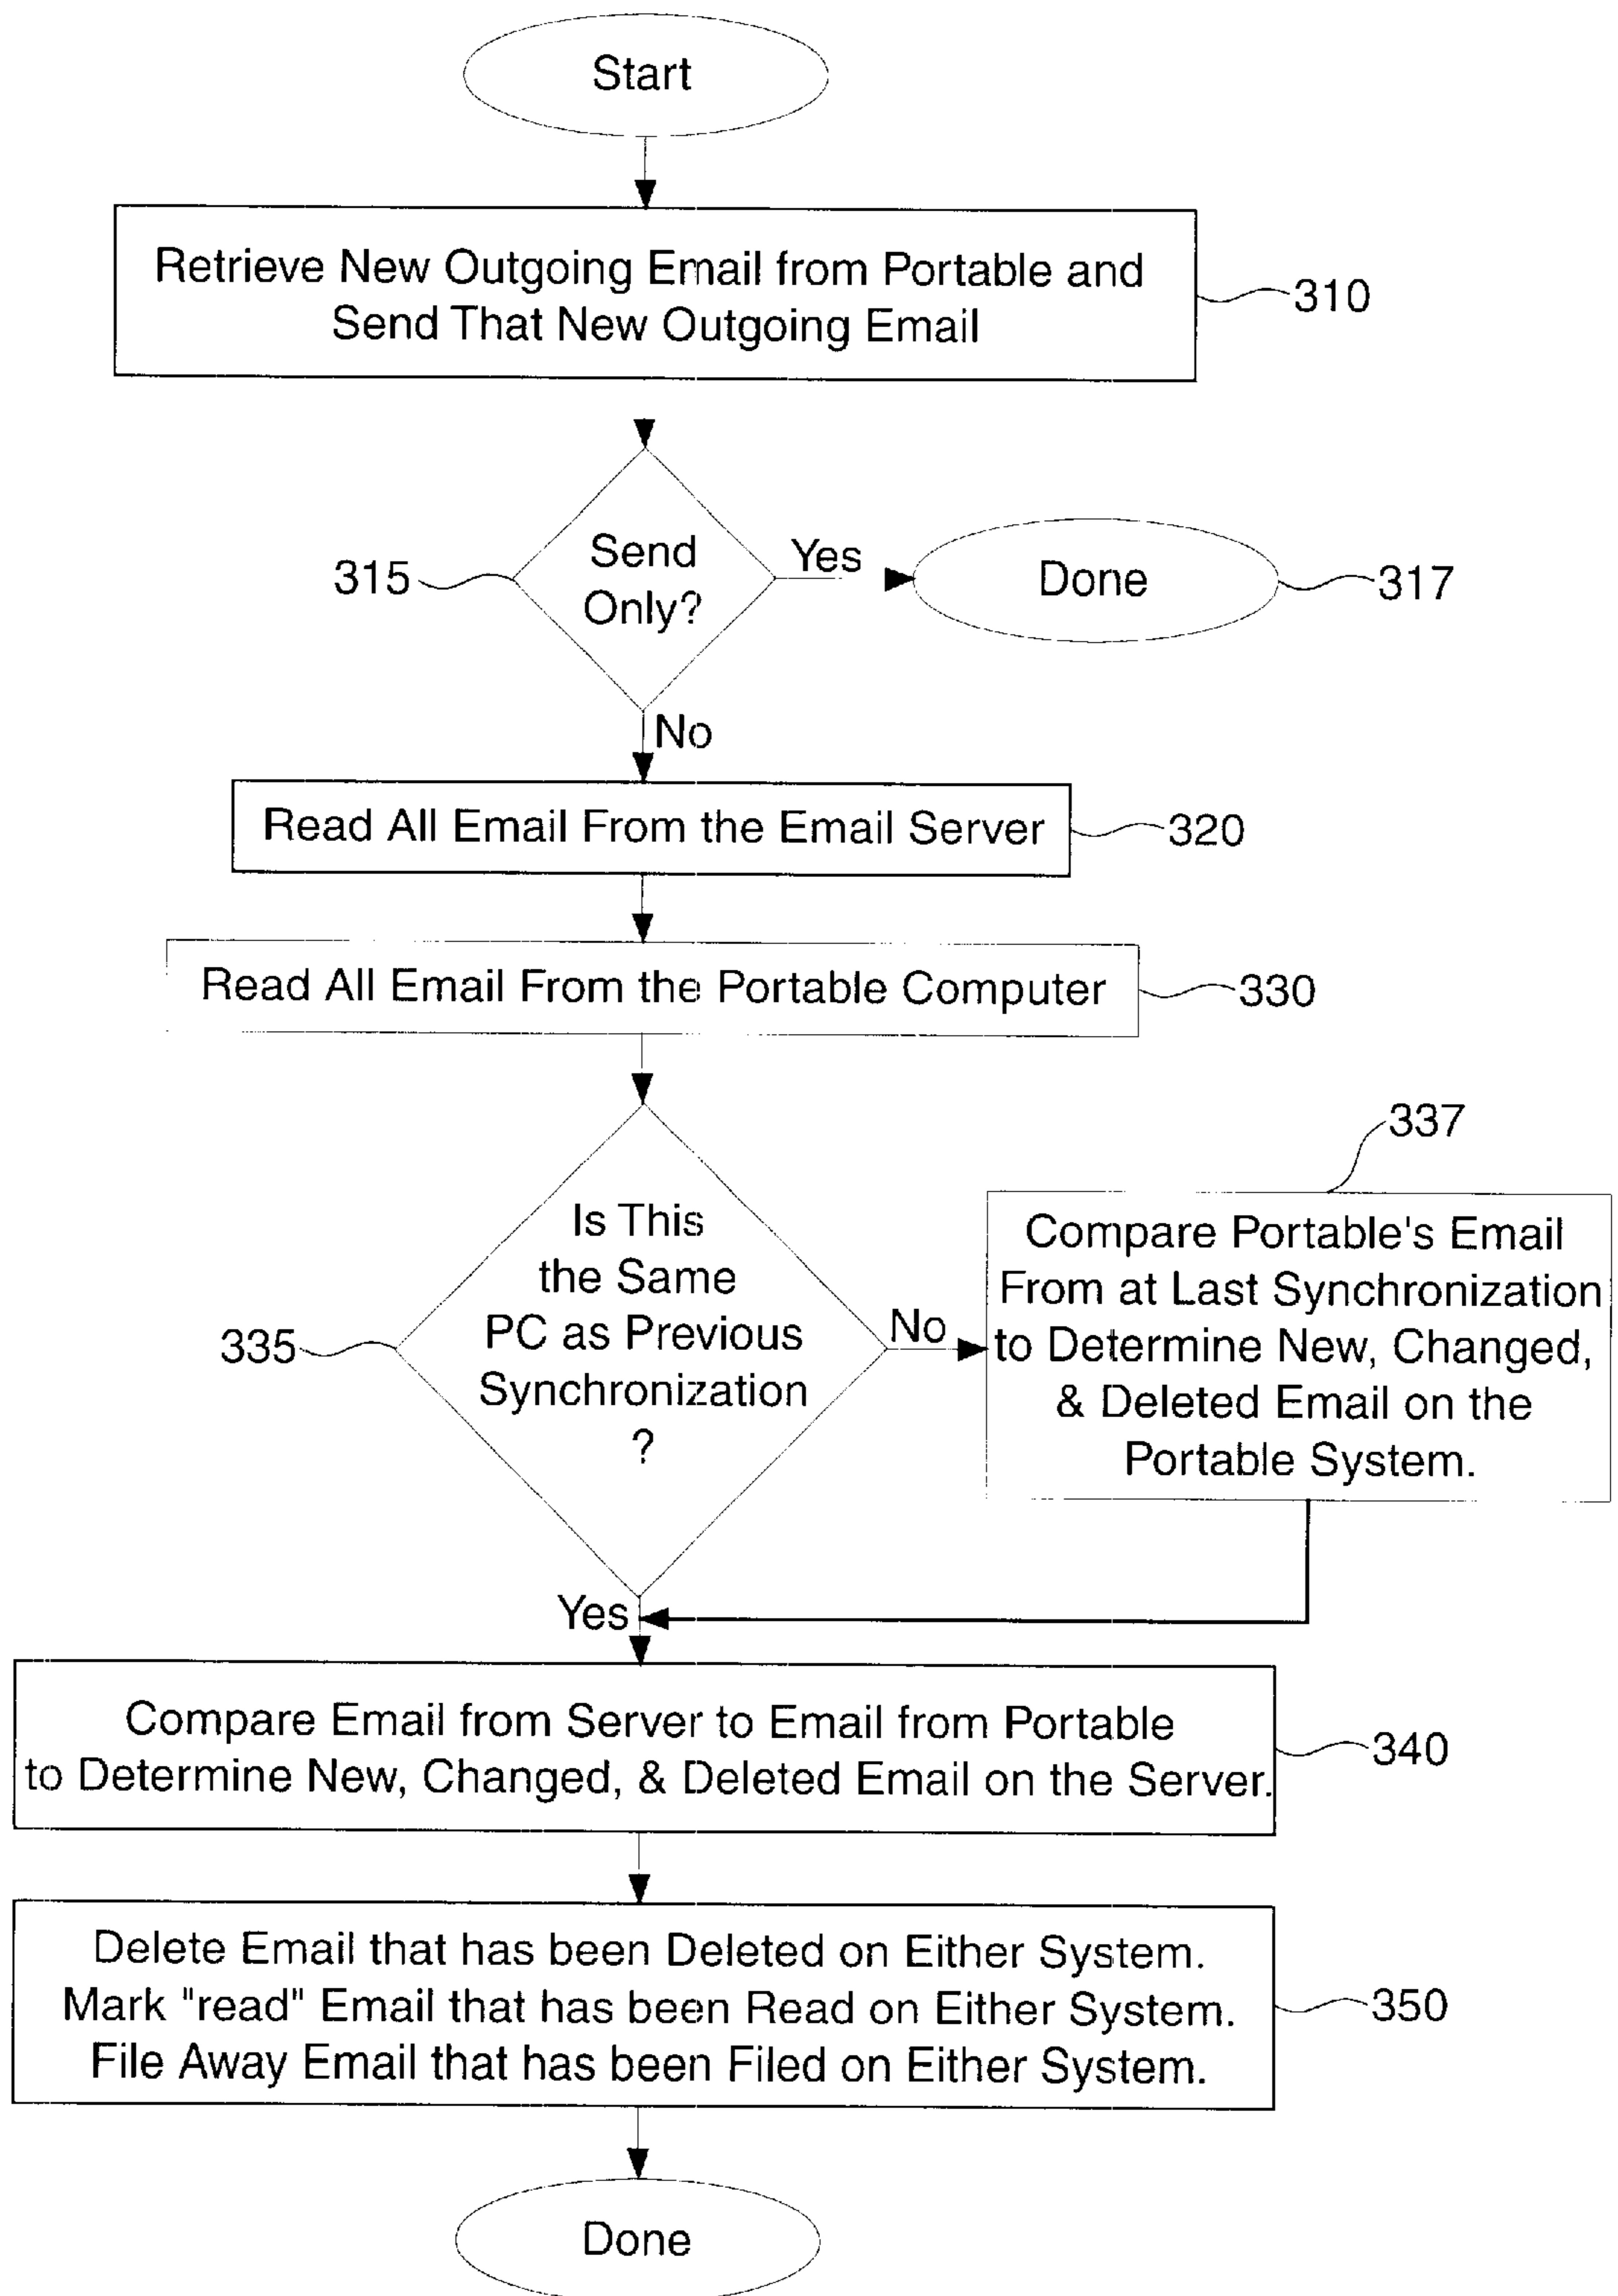 Start
Retrieve New Outgoing Email from Portable and
Send That New Outgoing Email
310
Send
Only?
315
Yes
Done
317
No
Read All Email From the Email Server
320
Read All Email From the Portable Computer
330
Is This
the Same
PC as Previous
Synchronization
?
335
No
337
Compare Portable's Email
From at Last Synchronization
to Determine New, Changed,
& Deleted Email on the
Portable System.
Yes
Compare Email from Server to Email from Portable
to Determine New, Changed, & Deleted Email on the Server.
340
Delete Email that has been Deleted on Either System.
Mark "read" Email that has been Read on Either System.
File Away Email that has been Filed on Either System.
350
Done